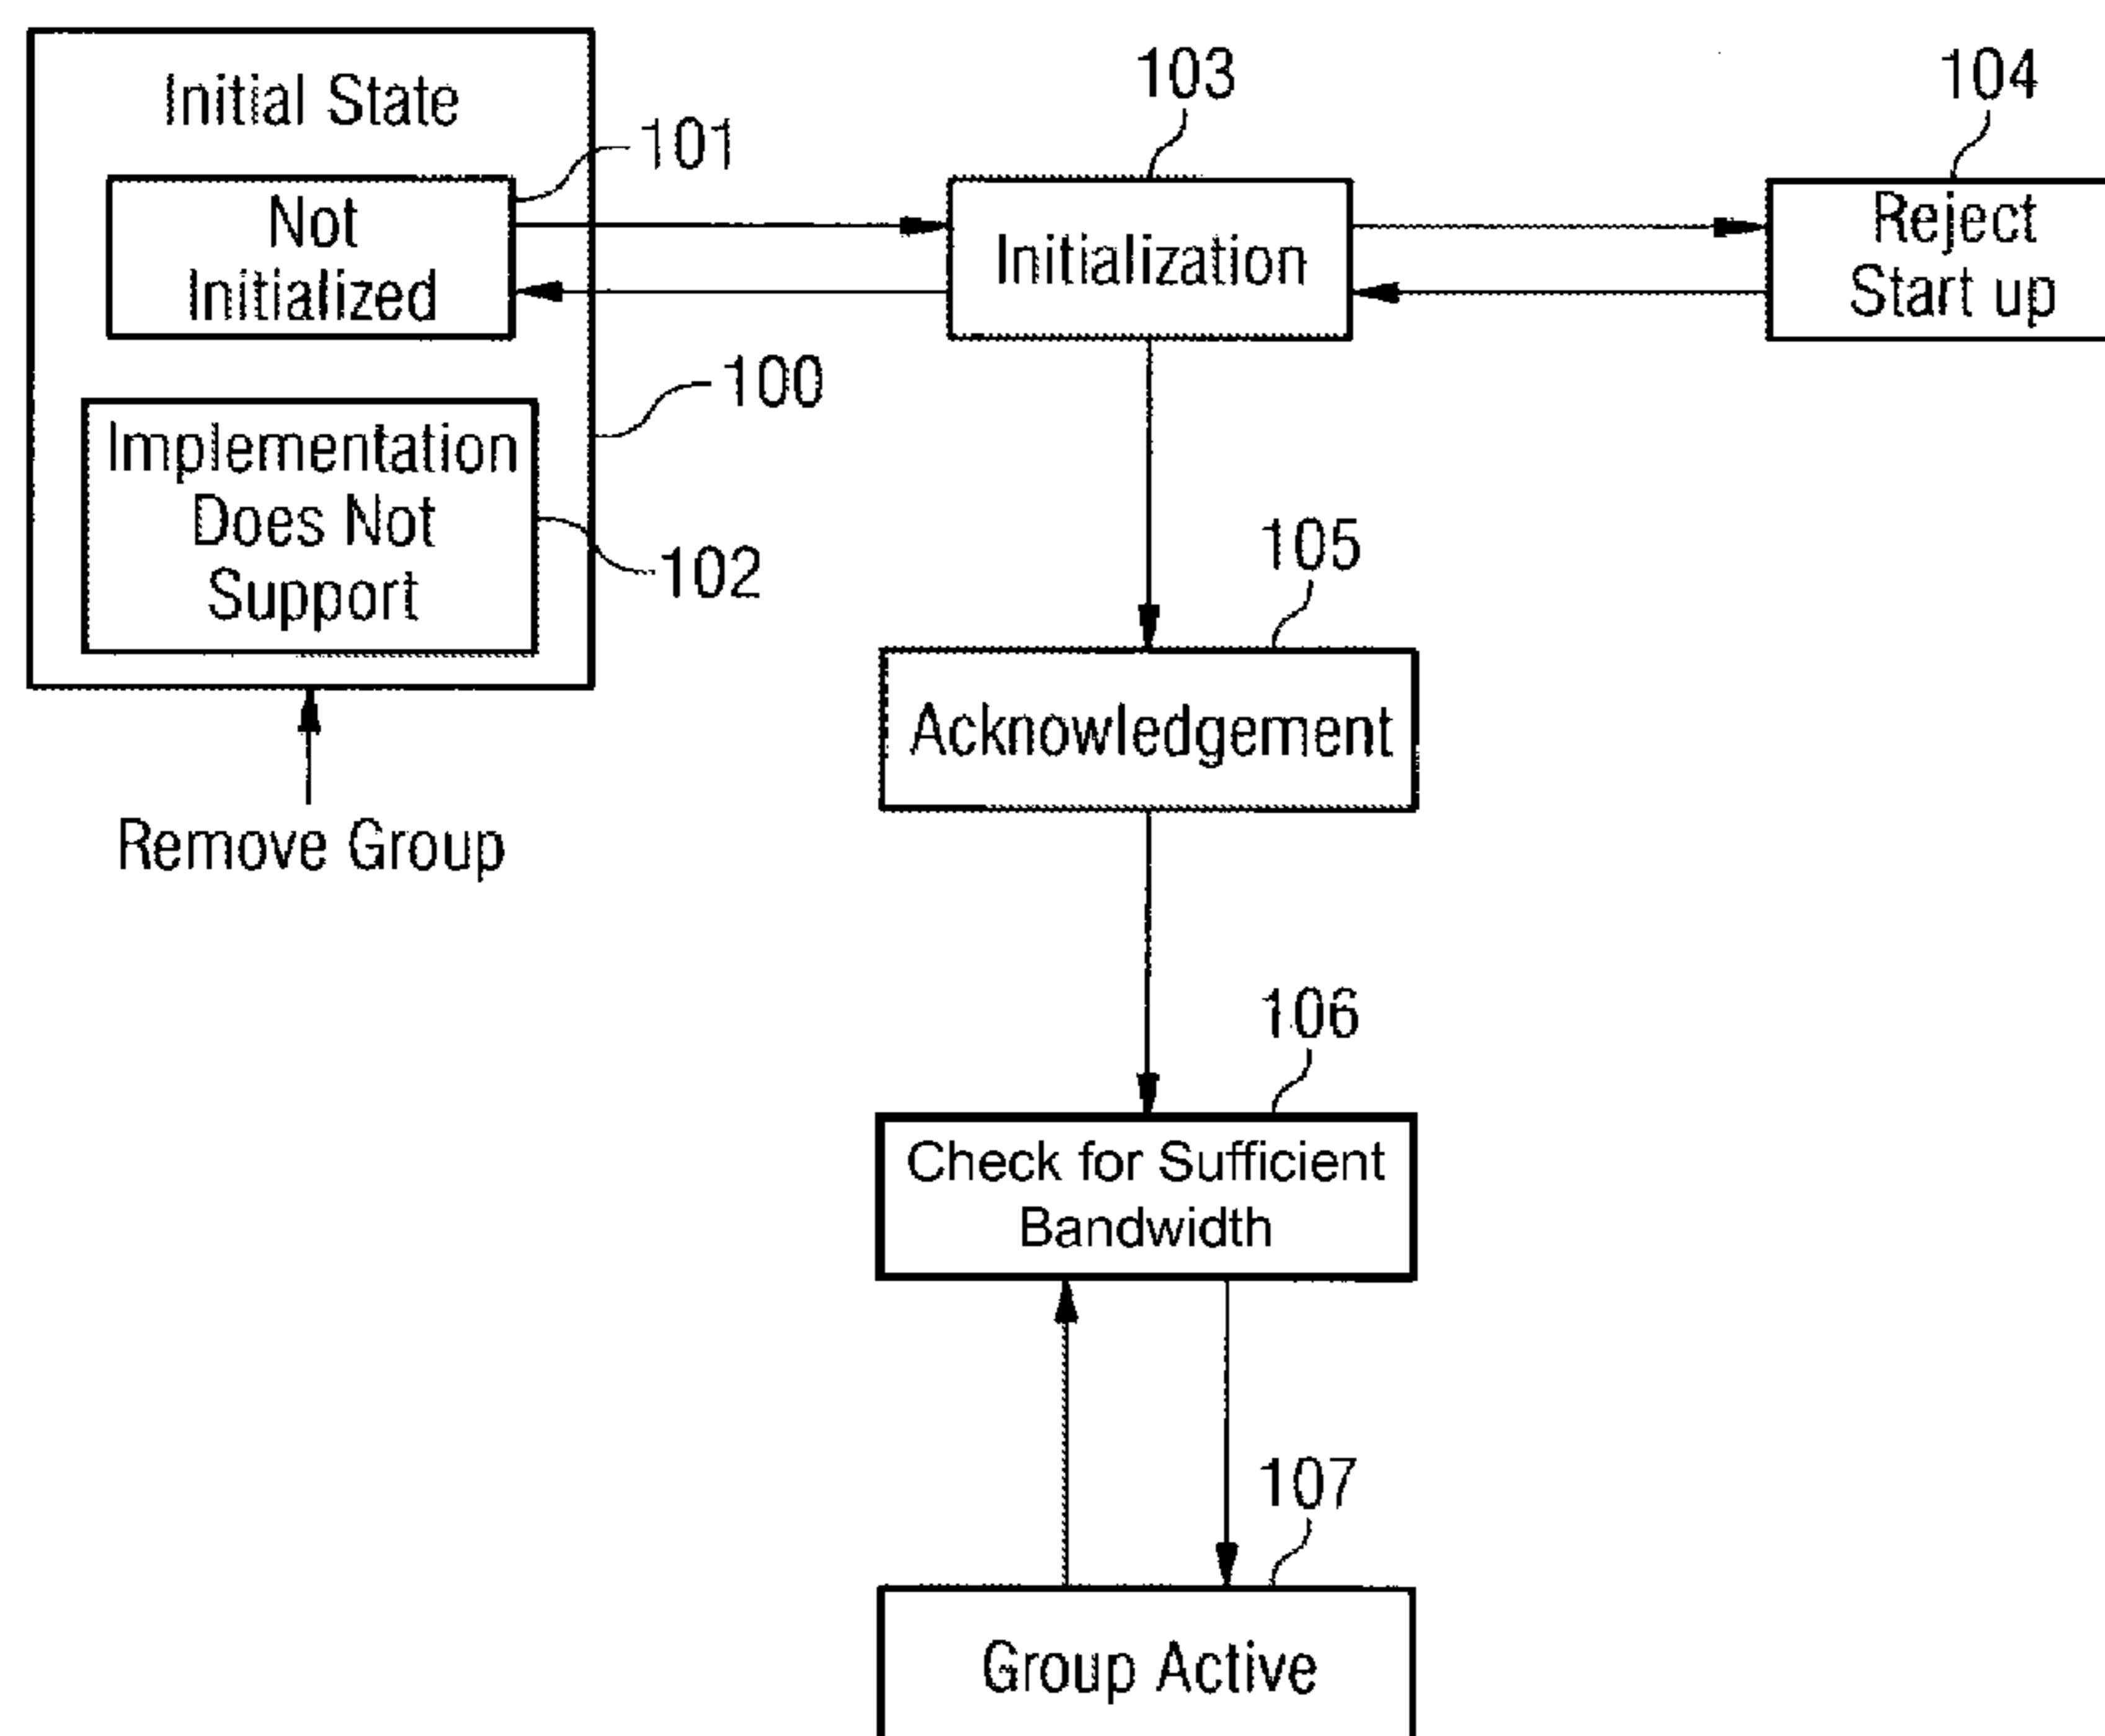 Initial State
101
Not
Initialized
100
Implementation
Does Not
Support
102
Remove Group
103
Initialization
104
Reject
Start up
105
Acknowledgement
106
Check for Sufficient
Bandwidth
107
Group Active